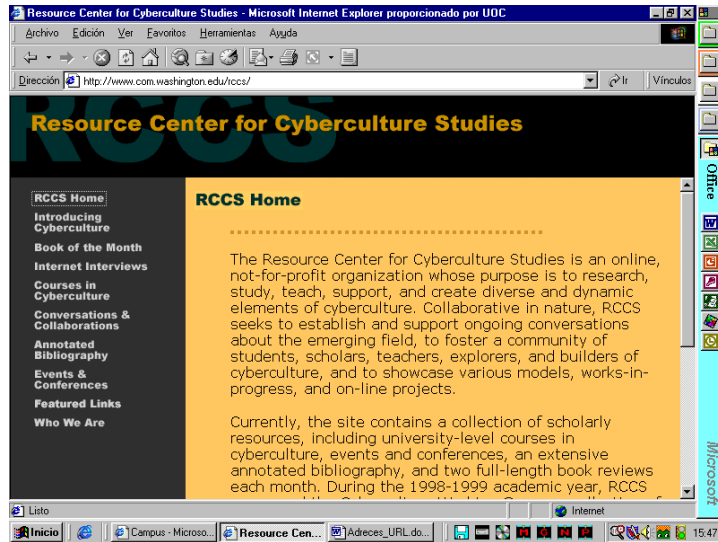 Resource Center for Cyberculture Studies - Microsoft Internet Explorer proporcionado por UOC
Archivo Edición Ver Favoritos Herramientas Ayuda
Dirección http://www.com.washington.edu/rccs/ Ir Vínculos
RCCS
Resource Center for Cyberculture Studies
RCCS Home
Introducing
Cyberculture
Book of the Month
Internet Interviews
Courses in
Cyberculture
Conversations &
Collaborations
Annotated
Bibliography
Events &
Conferences
Featured Links
Who We Are
RCCS Home
The Resource Center for Cyberculture Studies is an online,
not-for-profit organization whose purpose is to research,
study, teach, support, and create diverse and dynamic
elements of cyberculture. Collaborative in nature, RCCS
seeks to establish and support ongoing conversations
about the emerging field, to foster a community of
students, scholars, teachers, explorers, and builders of
cyberculture, and to showcase various models, works-in-
progress, and on-line projects.
Currently, the site contains a collection of scholarly
resources, including university-level courses in
cyberculture, events and conferences, an extensive
annotated bibliography, and two full-length book reviews
each month. During the 1998-1999 academic year, RCCS
Office
Microsoft
Listo Internet
Inicio Campus - Microso... Resource Cen... Adreces_URL.do... 15:47